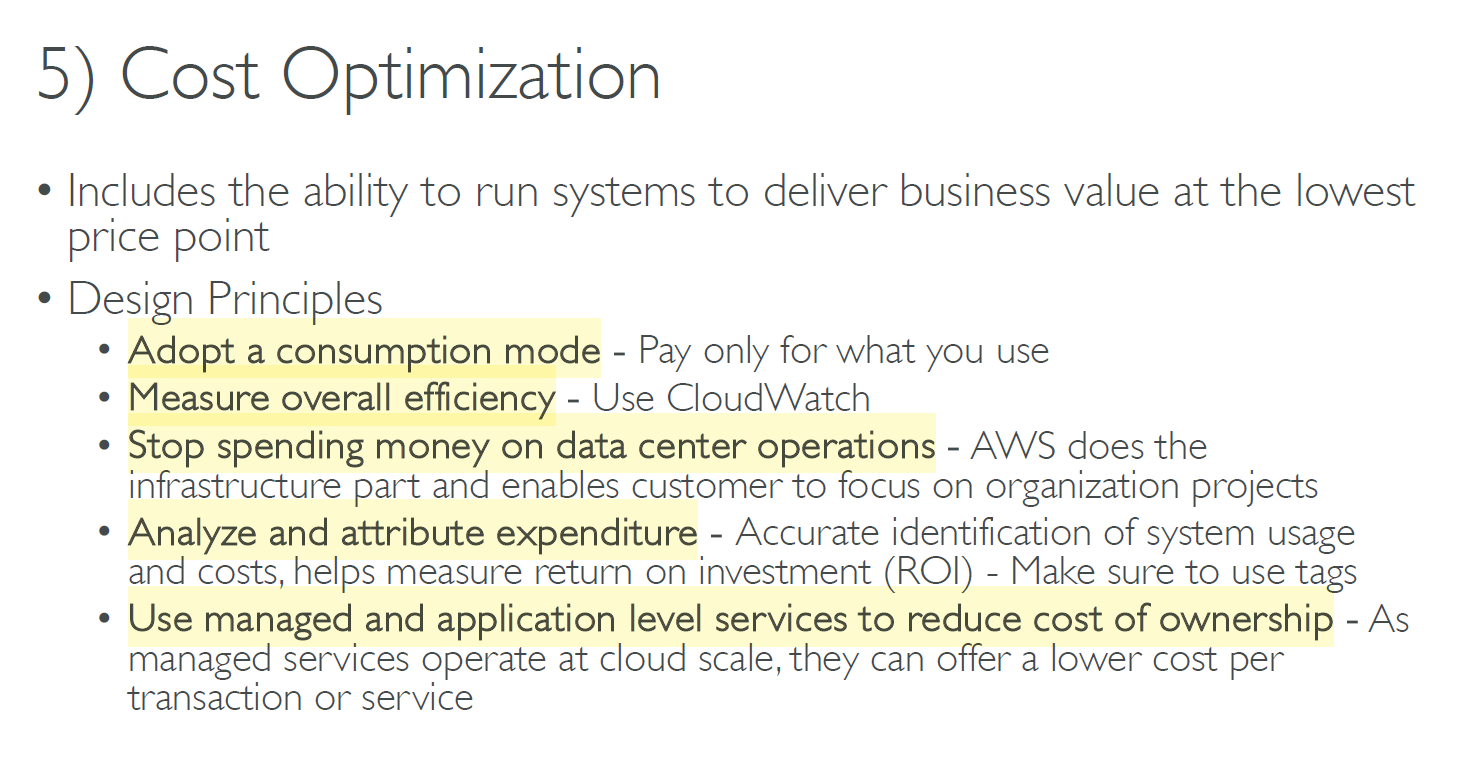 5) Cost Optimization
• Includes the ability to run systems to deliver business value at the lowest
price point
• Design Principles
• Adopt a consumption mode - Pay only for what you use
• Measure overall efficiency - Use CloudWatch
• Stop spending money on data center operations - AWS does the
infrastructure part and enables customer to focus on organization projects
• Analyze and attribute expenditure - Accurate identification of system usage
and costs, helps measure return on investment (ROI) - Make sure to use tags
• Use managed and application level services to reduce cost of ownership - As
managed services operate at cloud scale, they can offer a lower cost per
transaction or service